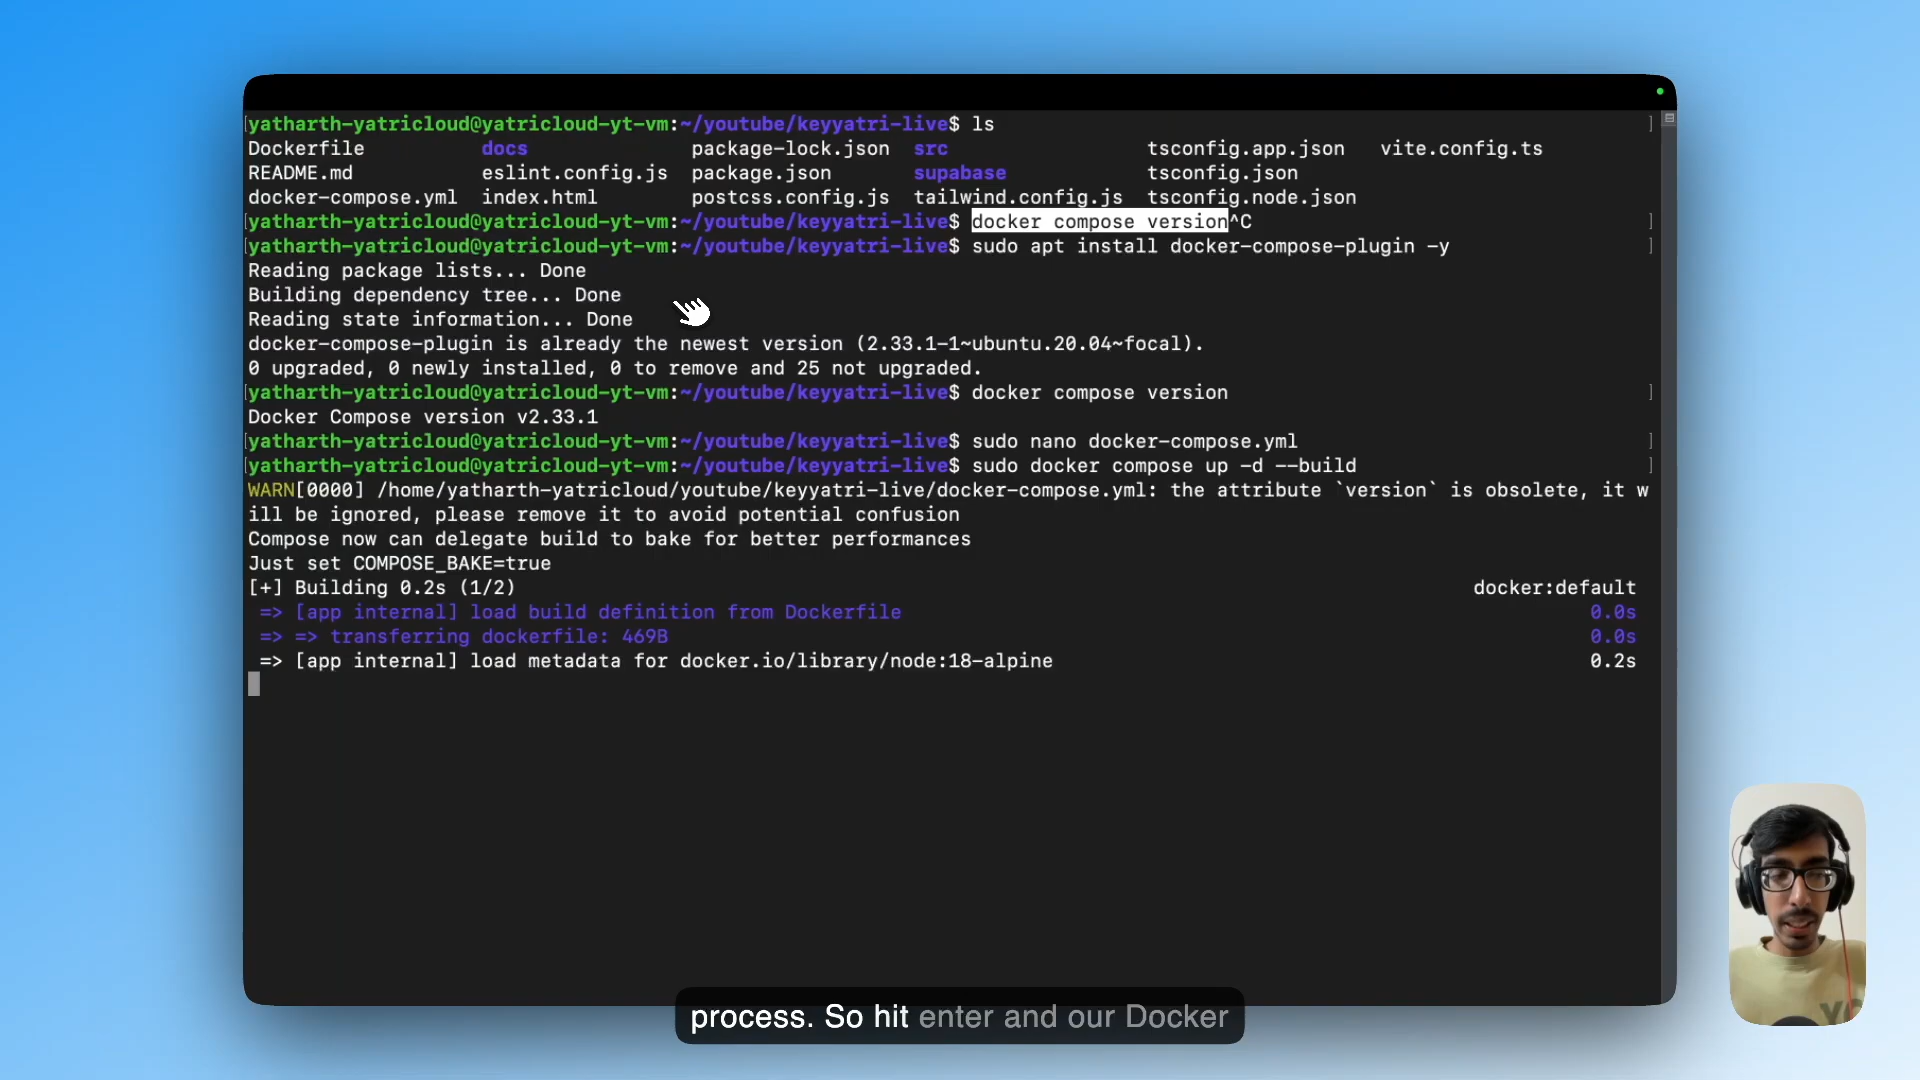 yatharth-yatricloud@yatricloud-yt-vm:~/youtube/keyyatri-live$ ls
Dockerfile docs package-lock.json src tsconfig.app.json vite.config.ts
README.md eslint.config.js package.json supabase tsconfig.json
docker-compose.yml index.html postcss.config.js tailwind.config.js tsconfig.node.json
yatharth-yatricloud@yatricloud-yt-vm:~/youtube/keyyatri-live$ docker compose version^C
yatharth-yatricloud@yatricloud-yt-vm:~/youtube/keyyatri-live$ sudo apt install docker-compose-plugin -y
Reading package lists... Done
Building dependency tree... Done
Reading state information... Done
docker-compose-plugin is already the newest version (2.33.1-1~ubuntu.20.04~focal).
0 upgraded, 0 newly installed, 0 to remove and 25 not upgraded.
yatharth-yatricloud@yatricloud-yt-vm:~/youtube/keyyatri-live$ docker compose version
Docker Compose version v2.33.1
yatharth-yatricloud@yatricloud-yt-vm:~/youtube/keyyatri-live$ sudo nano docker-compose.yml
yatharth-yatricloud@yatricloud-yt-vm:~/youtube/keyyatri-live$ sudo docker compose up -d --build
WARN[0000] /home/yatharth-yatricloud/youtube/keyyatri-live/docker-compose.yml: the attribute `version` is obsolete, it w
ill be ignored, please remove it to avoid potential confusion
Compose now can delegate build to bake for better performances
Just set COMPOSE_BAKE=true
[+] Building 0.2s (1/2) docker:default
=> [app internal] load build definition from Dockerfile 0.0s
=> => transferring dockerfile: 469B 0.0s
=> [app internal] load metadata for docker.io/library/node:18-alpine 0.2s
process. So hit enter and our Docker